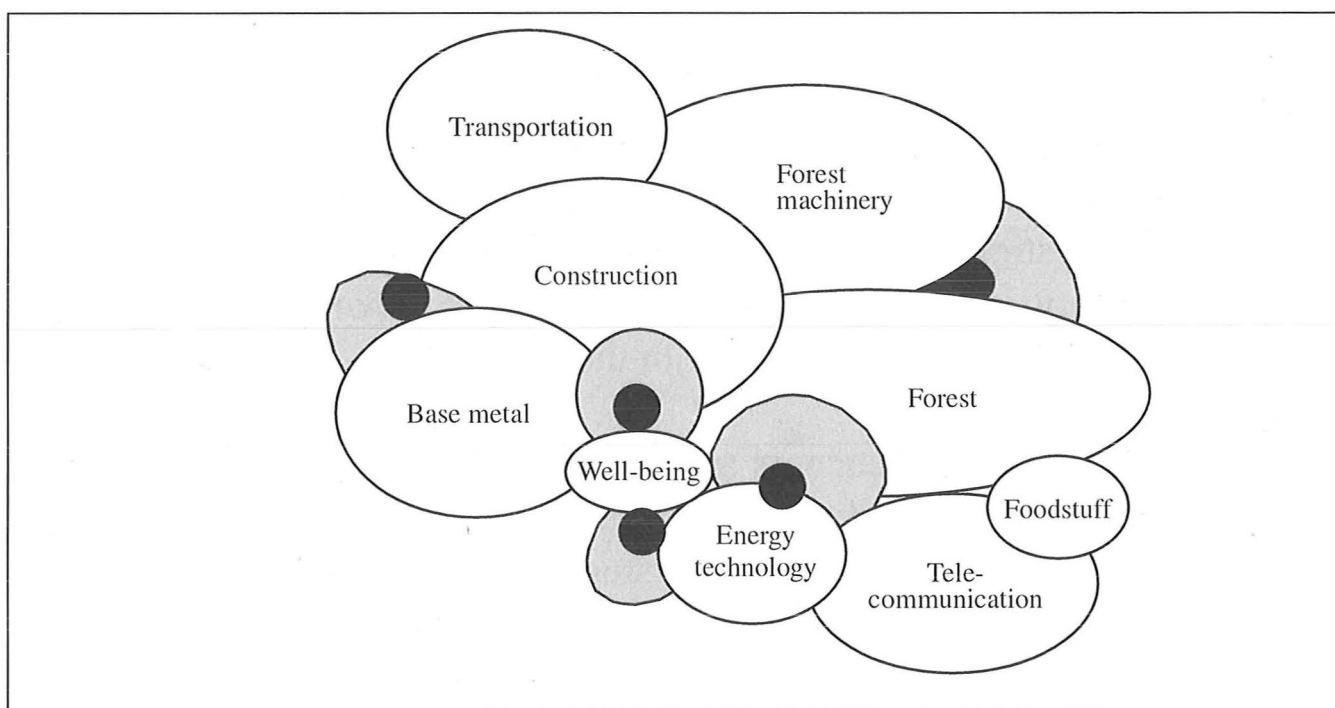 Transportation
Forest
machinery
Construction
Base metal
Forest
Well-being
Foodstuff
Energy
technology
Tele-
communication